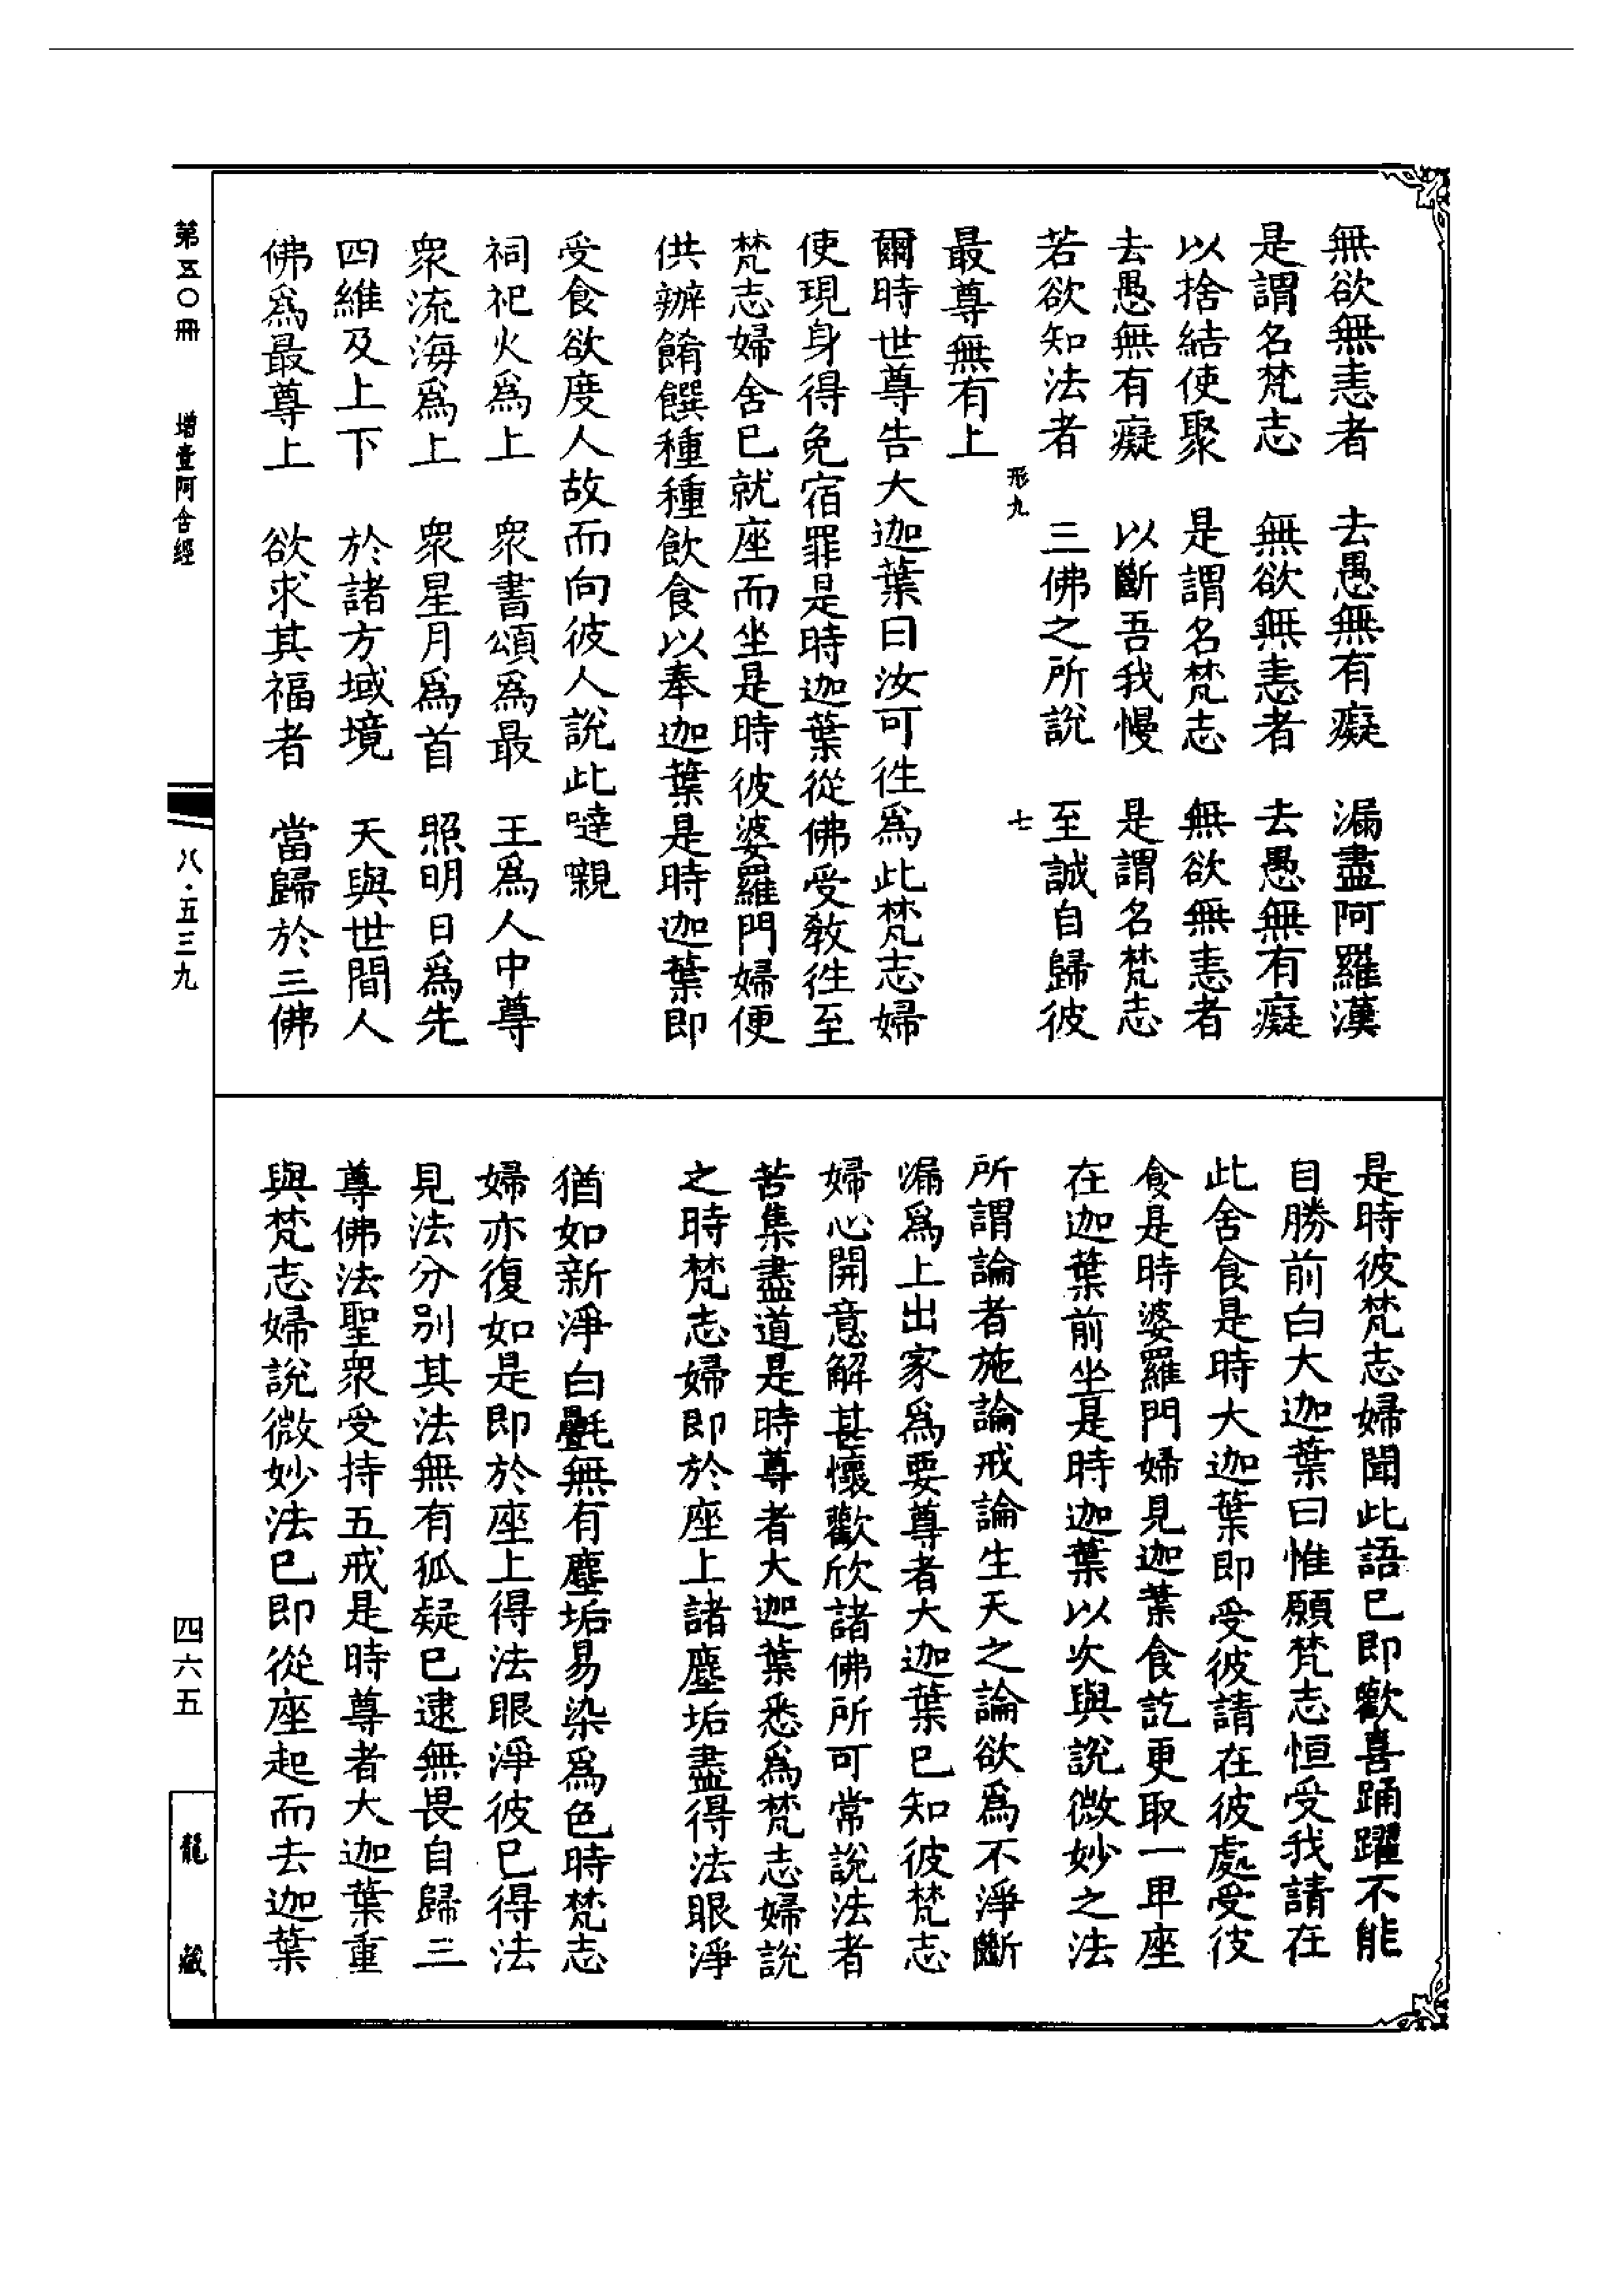 無欲無恚者　去愚無有癡　漏盡阿羅漢
是謂名梵志　無欲無恚者　去愚無有癡
以捨結使聚　是謂名梵志　無欲無恚者
去愚無有癡　以斷吾我慢　是謂名梵志
若欲知法者　三佛之所說　至誠自歸彼
形九　七
最尊無有上
爾時世尊告大迦葉曰汝可徃爲此梵志婦
使現身得免宿罪是時迦葉從佛受教徃至
梵志婦舍已就座而坐是時彼婆羅門婦便
供辦餚饌種種飲食以奉迦葉是時迦葉即
受食欲度人故而向彼人說此噠嚫
祠祀火爲上　衆書頌爲最　王爲人中尊
衆流海爲上　衆星月爲首　照明日爲先
四維及上下　於諸方域境　天與世間人
佛爲最尊上　欲求其福者　當歸於三佛
是時彼梵志婦聞此語已即歡喜踊躍不能
自勝前白大迦葉曰惟願梵志恒受我請在
此舍食是時大迦葉即受彼請在彼處受彼
食是時婆羅門婦見迦葉食訖更取一卑座
在迦葉前坐是時迦葉以次與說微妙之法
所謂論者施論戒論生天之論欲爲不淨斷
漏爲上出家爲要尊者大迦葉已知彼梵志
婦心開意解甚懷歡欣諸佛所可常說法者
苦集盡道是時尊者大迦葉悉爲梵志婦說
之時梵志婦即於座上諸塵垢盡得法眼淨
猶如新淨白㲲無有塵垢易染爲色時梵志
婦亦復如是即於座上得法眼淨彼已得法
見法分別其法無有狐疑已逮無畏自歸三
尊佛法聖衆受持五戒是時尊者大迦葉重
與梵志婦說微妙法已即從座起而去迦葉
第五〇冊　增壹阿含經　八·五三九　四六五　龍藏